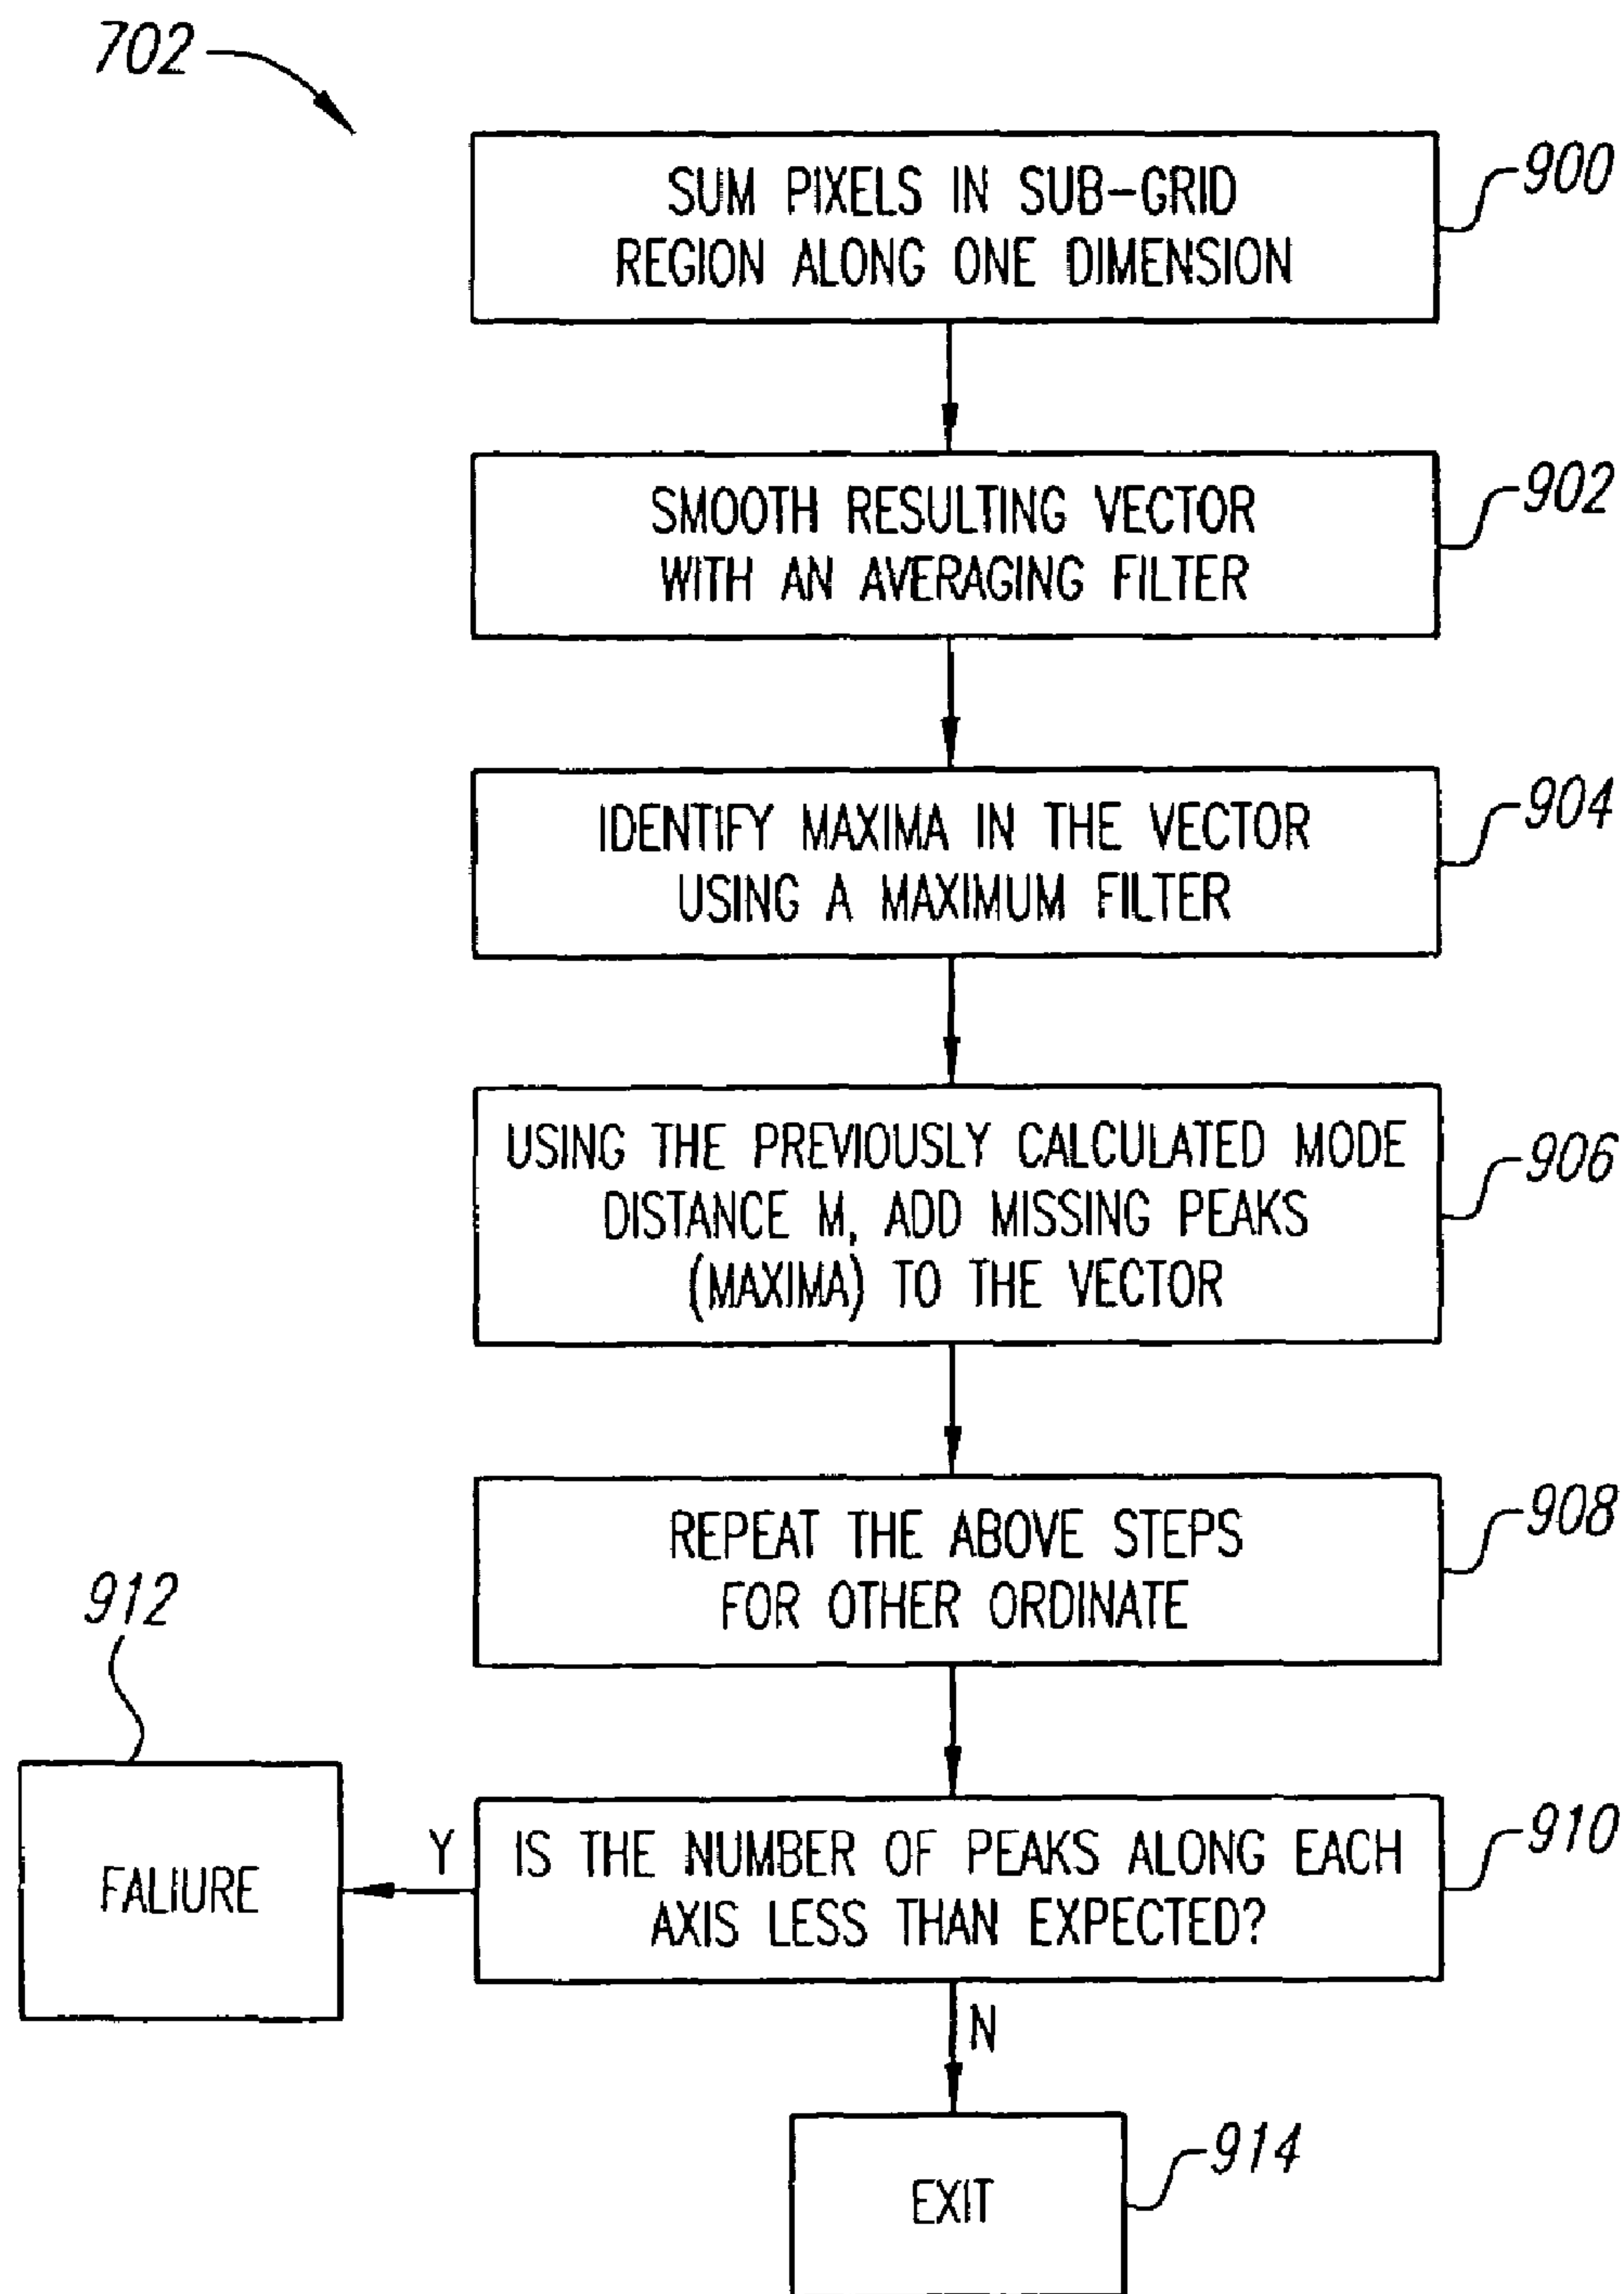 702
SUM PIXELS IN SUB-GRID
REGION ALONG ONE DIMENSION
900
SMOOTH RESULTING VECTOR
WITH AN AVERAGING FILTER
902
IDENTIFY MAXIMA IN THE VECTOR
USING A MAXIMUM FILTER
904
USING THE PREVIOUSLY CALCULATED MODE
DISTANCE M, ADD MISSING PEAKS
(MAXIMA) TO THE VECTOR
906
REPEAT THE ABOVE STEPS
FOR OTHER ORDINATE
908
912
FALIURE
Y
IS THE NUMBER OF PEAKS ALONG EACH
AXIS LESS THAN EXPECTED?
910
N
EXIT
914